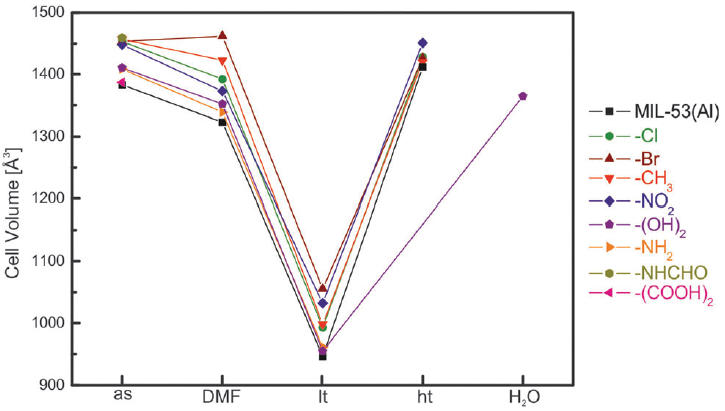 1500
1400
1300
1200
1100
1000
900
Cell Volume [Å³]
as
DMF
lt
ht
H₂O
MIL-53(Al)
-Cl
-Br
-CH₃
-NO₂
-(OH)₂
-NH₂
-NHCHO
-(COOH)₂